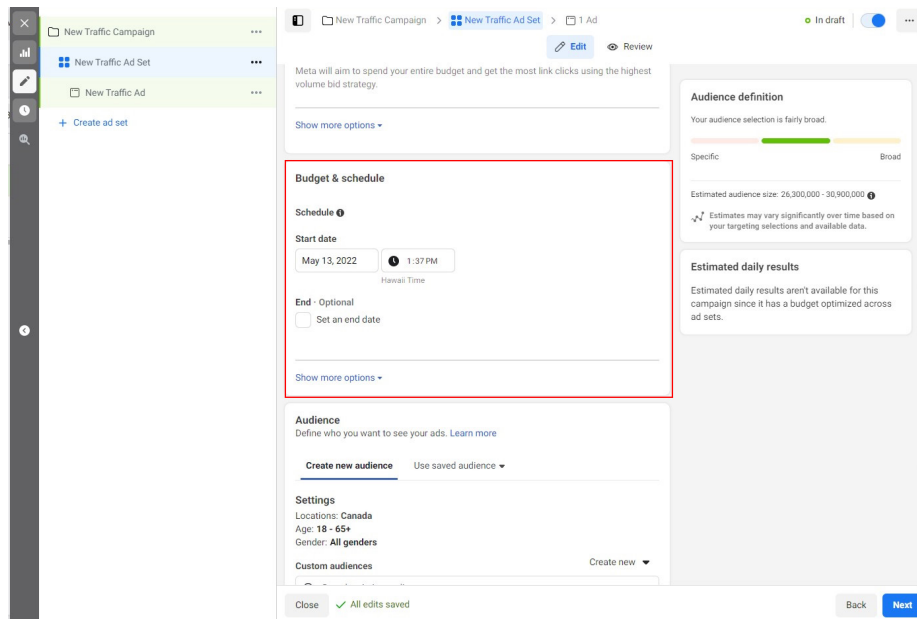 New Traffic Campaign
New Traffic Ad Set
New Traffic Ad
+ Create ad set
New Traffic Campaign > New Traffic Ad Set > 1 Ad
In draft
Edit
Review
Meta will aim to spend your entire budget and get the most link clicks using the highest
volume bid strategy.
Show more options
Budget & schedule
Schedule
Start date
May 13, 2022
1:37 PM
Hawaii Time
End · Optional
Set an end date
Show more options
Audience
Define who you want to see your ads. Learn more
Create new audience
Use saved audience
Settings
Locations: Canada
Age: 18 - 65+
Gender: All genders
Custom audiences
Create new
Close
All edits saved
Back
Next
Audience definition
Your audience selection is fairly broad.
Specific
Broad
Estimated audience size: 26,300,000 - 30,900,000
Estimates may vary significantly over time based on
your targeting selections and available data.
Estimated daily results
Estimated daily results aren't available for this
campaign since it has a budget optimized across
ad sets.